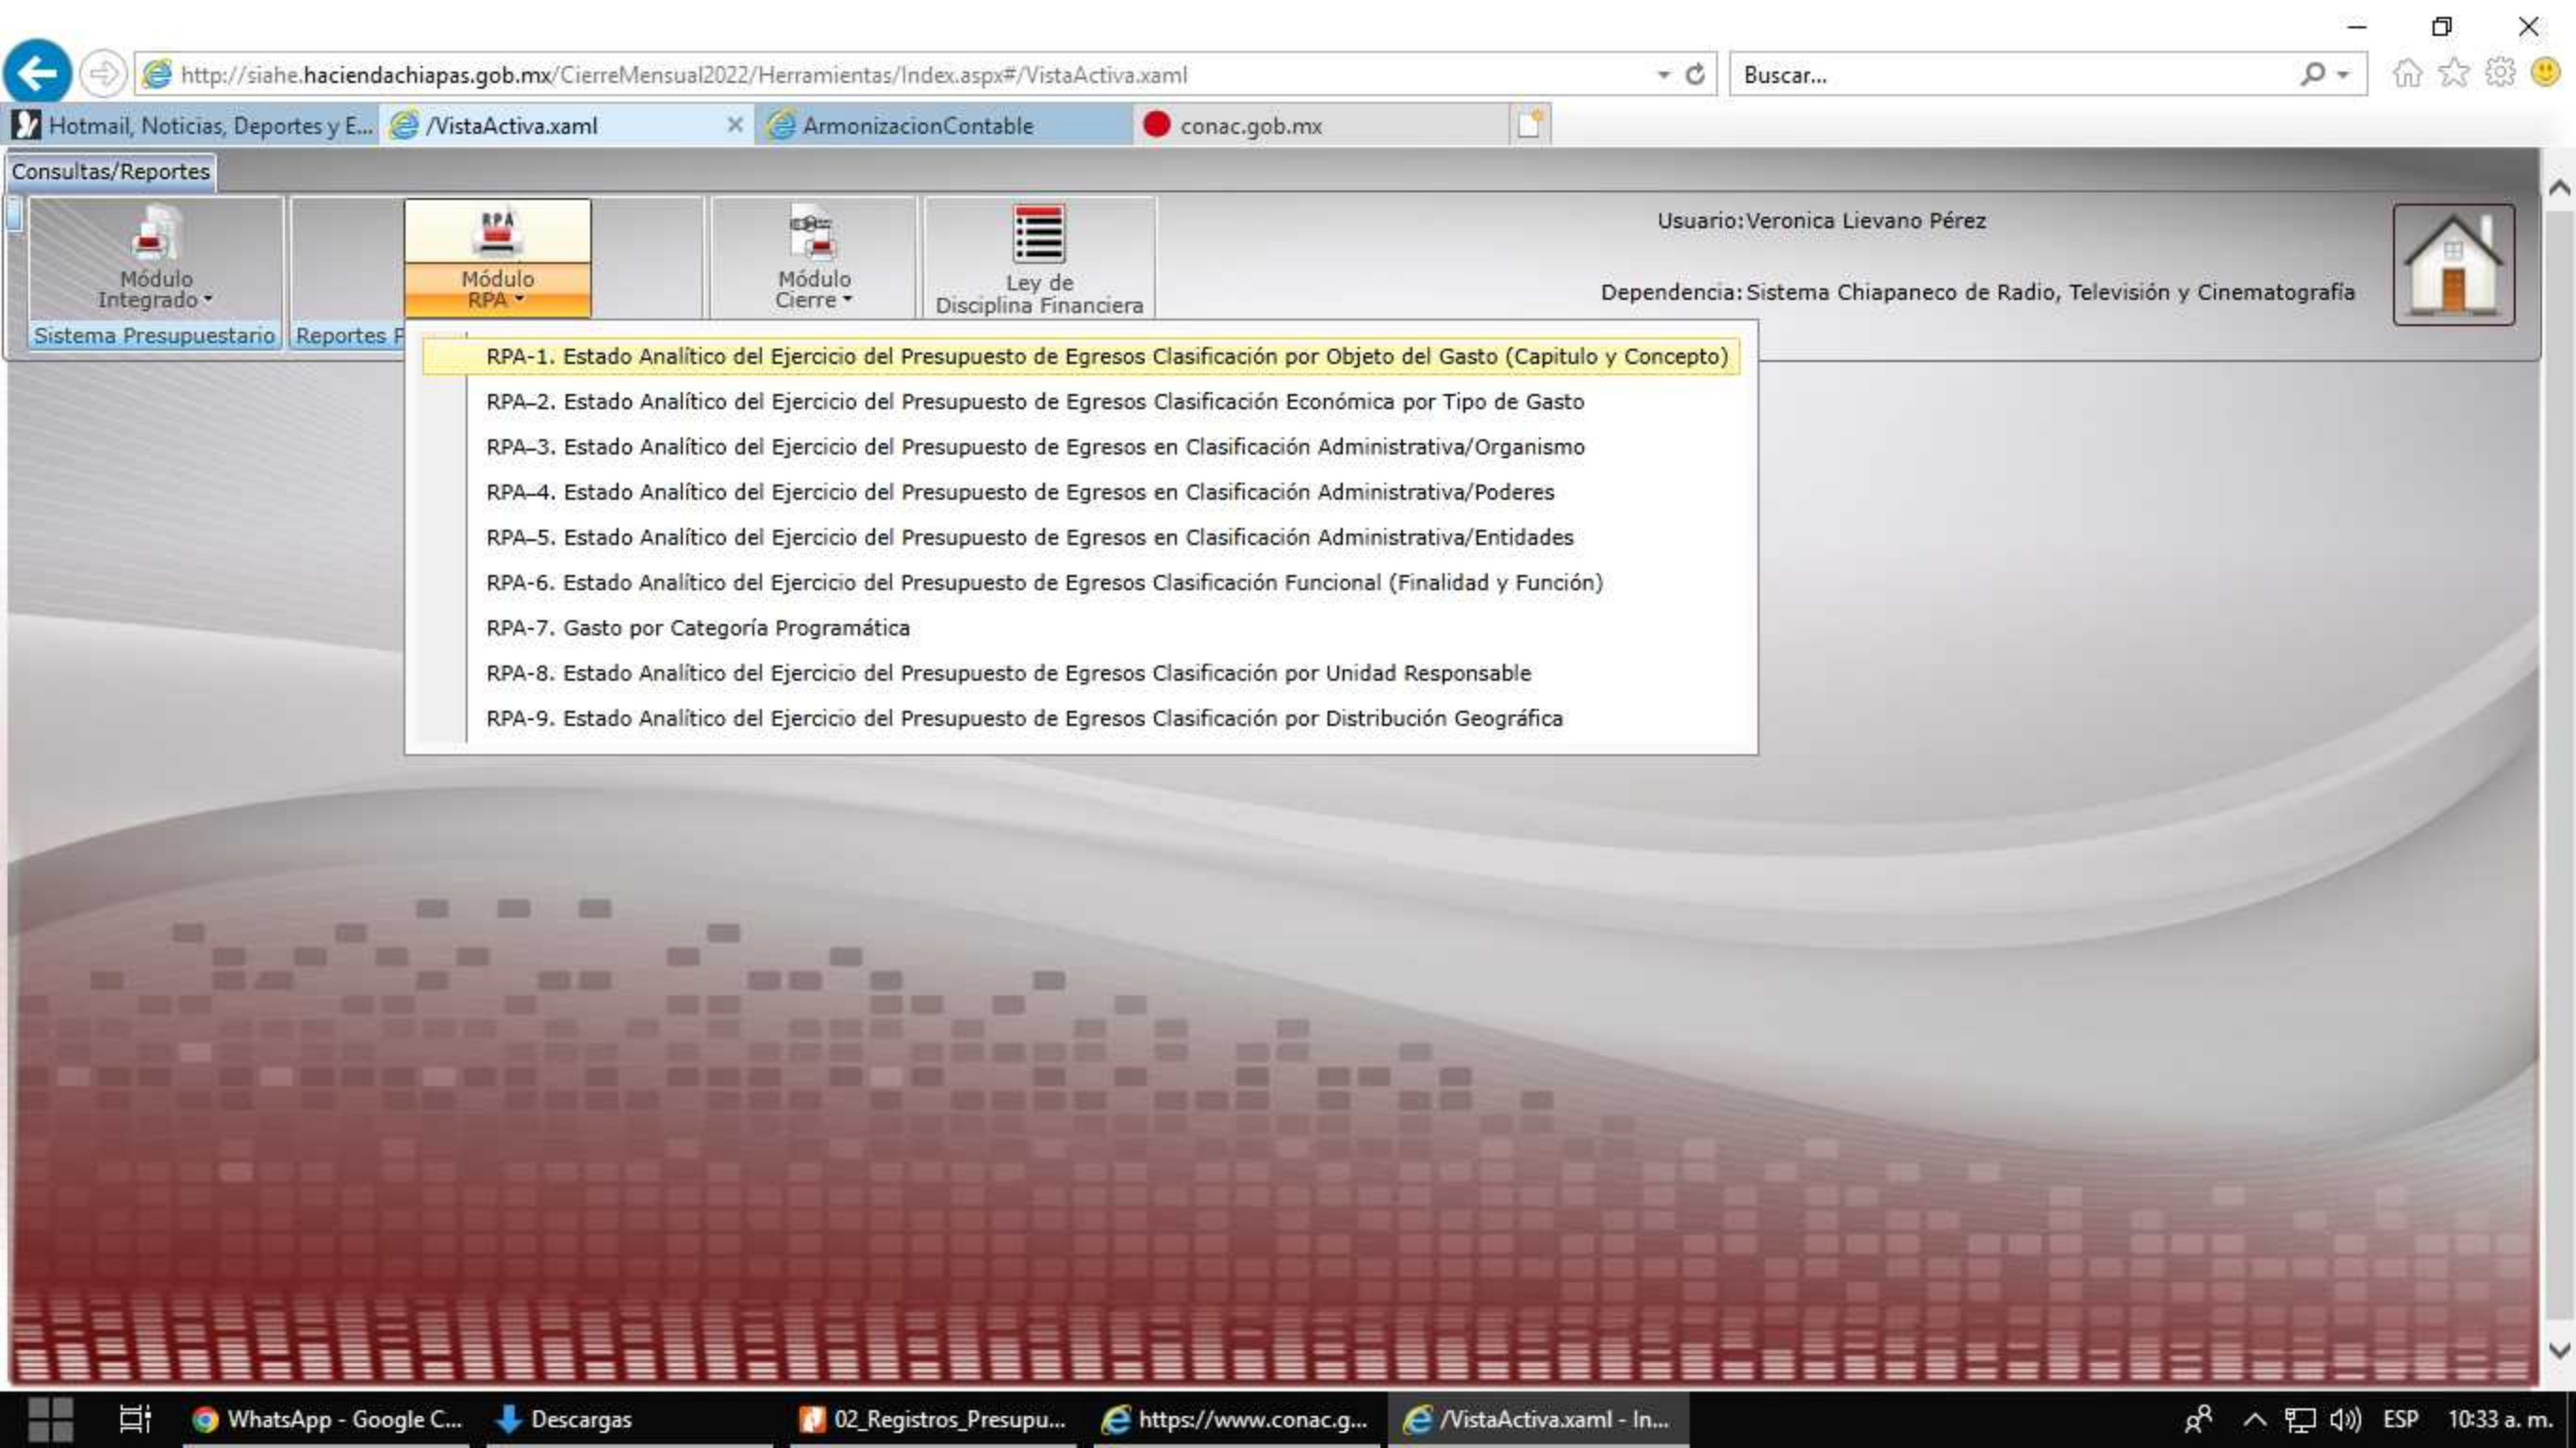 http://siahe.haciendachiapas.gob.mx/CierreMensual2022/Herramientas/Index.aspx#/VistaActiva.xaml
Buscar...
Hotmail, Noticias, Deportes y E...
/VistaActiva.xaml
ArmonizacionContable
conac.gob.mx
Consultas/Reportes
Módulo
Integrado
RPA
Módulo
RPA
Módulo
Cierre
Ley de
Disciplina Financiera
Usuario: Veronica Lievano Pérez
Dependencia: Sistema Chiapaneco de Radio, Televisión y Cinematografía
Sistema Presupuestario
Reportes P
RPA-1. Estado Analítico del Ejercicio del Presupuesto de Egresos Clasificación por Objeto del Gasto (Capitulo y Concepto)
RPA–2. Estado Analítico del Ejercicio del Presupuesto de Egresos Clasificación Económica por Tipo de Gasto
RPA–3. Estado Analítico del Ejercicio del Presupuesto de Egresos en Clasificación Administrativa/Organismo
RPA–4. Estado Analítico del Ejercicio del Presupuesto de Egresos en Clasificación Administrativa/Poderes
RPA–5. Estado Analítico del Ejercicio del Presupuesto de Egresos en Clasificación Administrativa/Entidades
RPA-6. Estado Analítico del Ejercicio del Presupuesto de Egresos Clasificación Funcional (Finalidad y Función)
RPA-7. Gasto por Categoría Programática
RPA-8. Estado Analítico del Ejercicio del Presupuesto de Egresos Clasificación por Unidad Responsable
RPA-9. Estado Analítico del Ejercicio del Presupuesto de Egresos Clasificación por Distribución Geográfica
WhatsApp - Google C...
Descargas
02_Registros_Presupu...
https://www.conac.g...
/VistaActiva.xaml - In...
ESP
10:33 a. m.